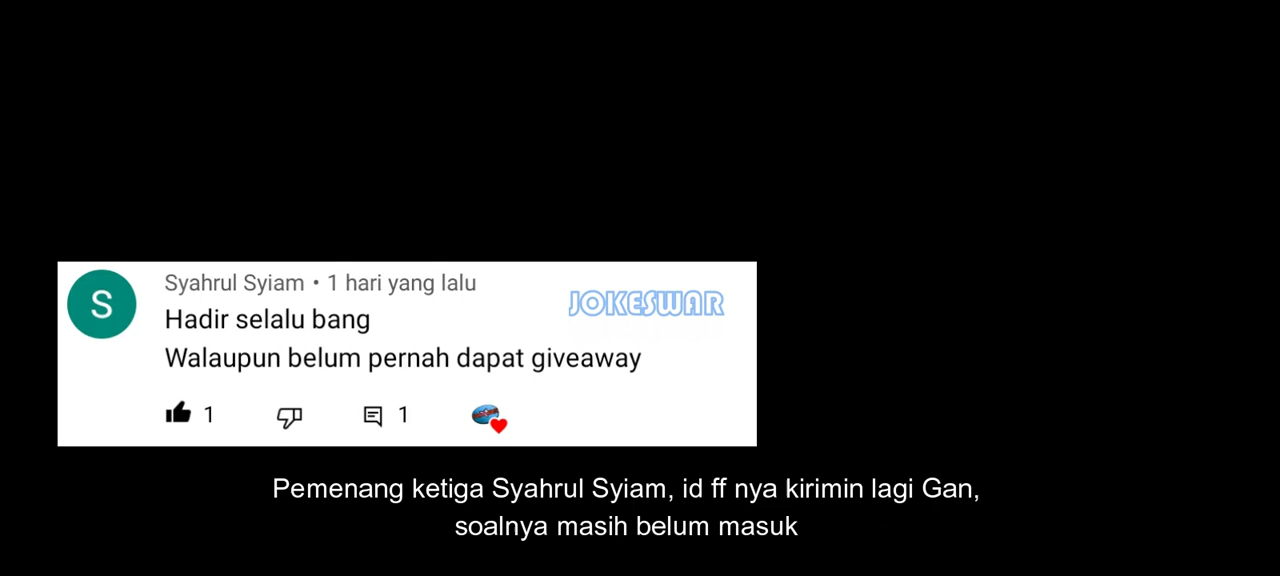 S
Syahrul Syiam • 1 hari yang lalu
JOKESWAR
Hadir selalu bang
Walaupun belum pernah dapat giveaway
1 1
Pemenang ketiga Syahrul Syiam, id ff nya kirimin lagi Gan,
soalnya masih belum masuk